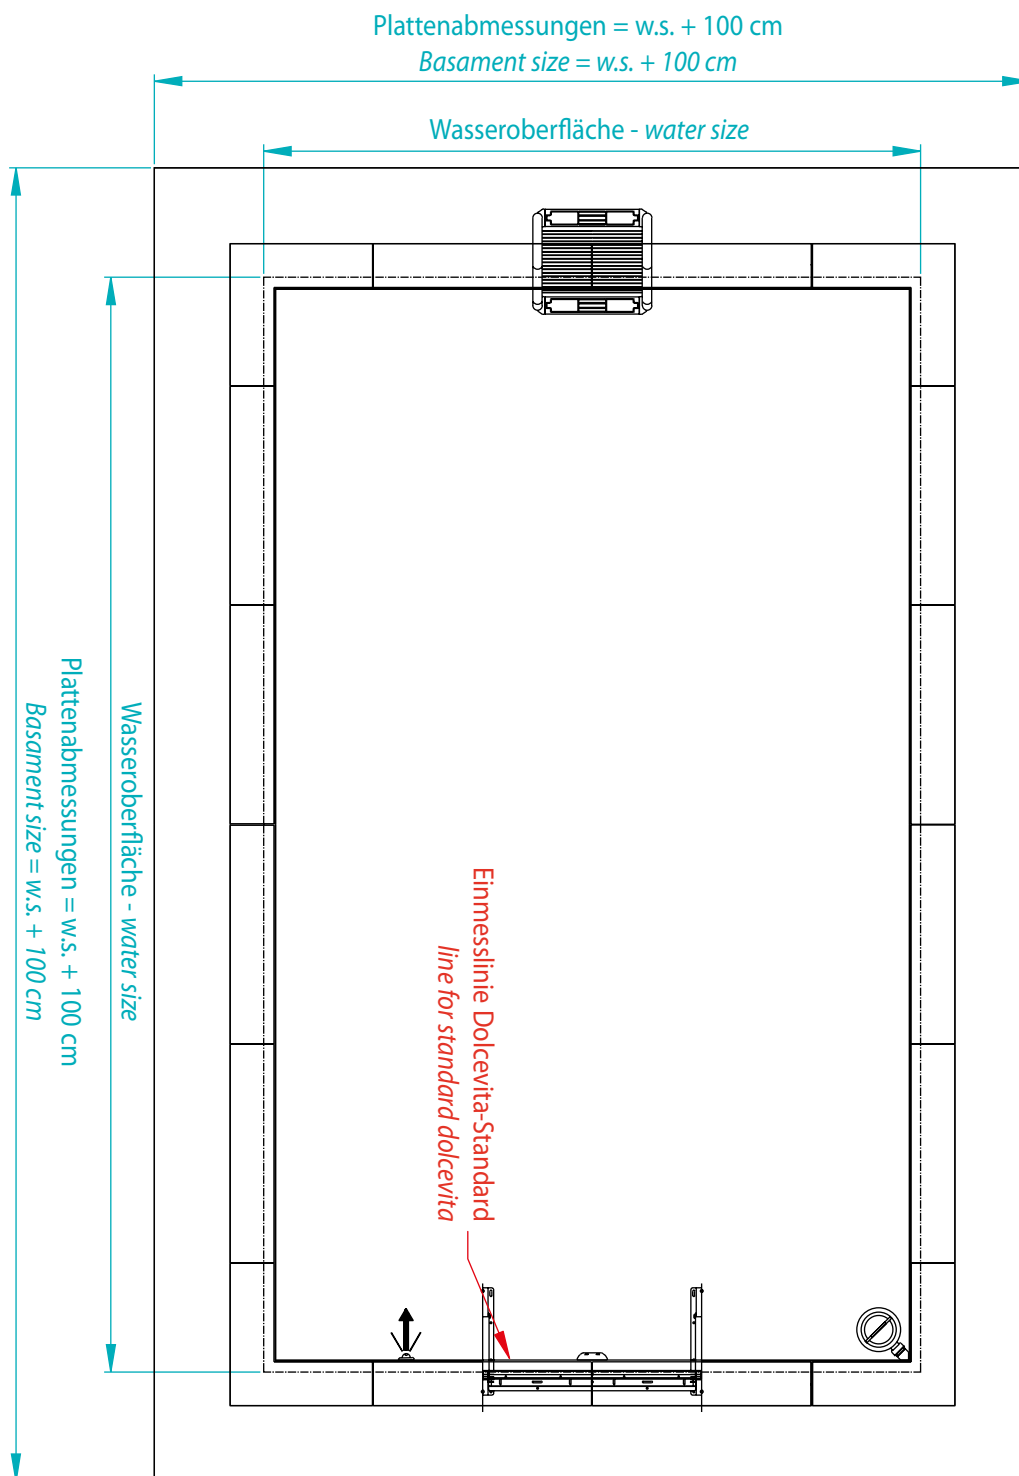 Plattenabmessungen = w.s. + 100 cm
Basament size = w.s. + 100 cm
Wasseroberfläche - water size
Wasseroberfläche - water size
Plattenabmessungen = w.s. + 100 cm
Basament size = w.s. + 100 cm
Einmesslinie Dolcevita-Standard
line for standard dolcevita